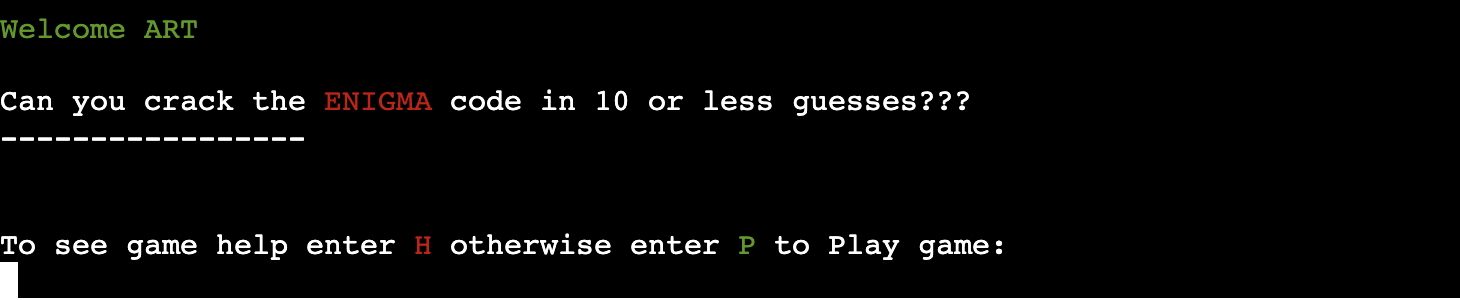 Welcome ART
Can you crack the ENIGMA code in 10 or less guesses???
-----------------
To see game help enter H otherwise enter P to Play game: